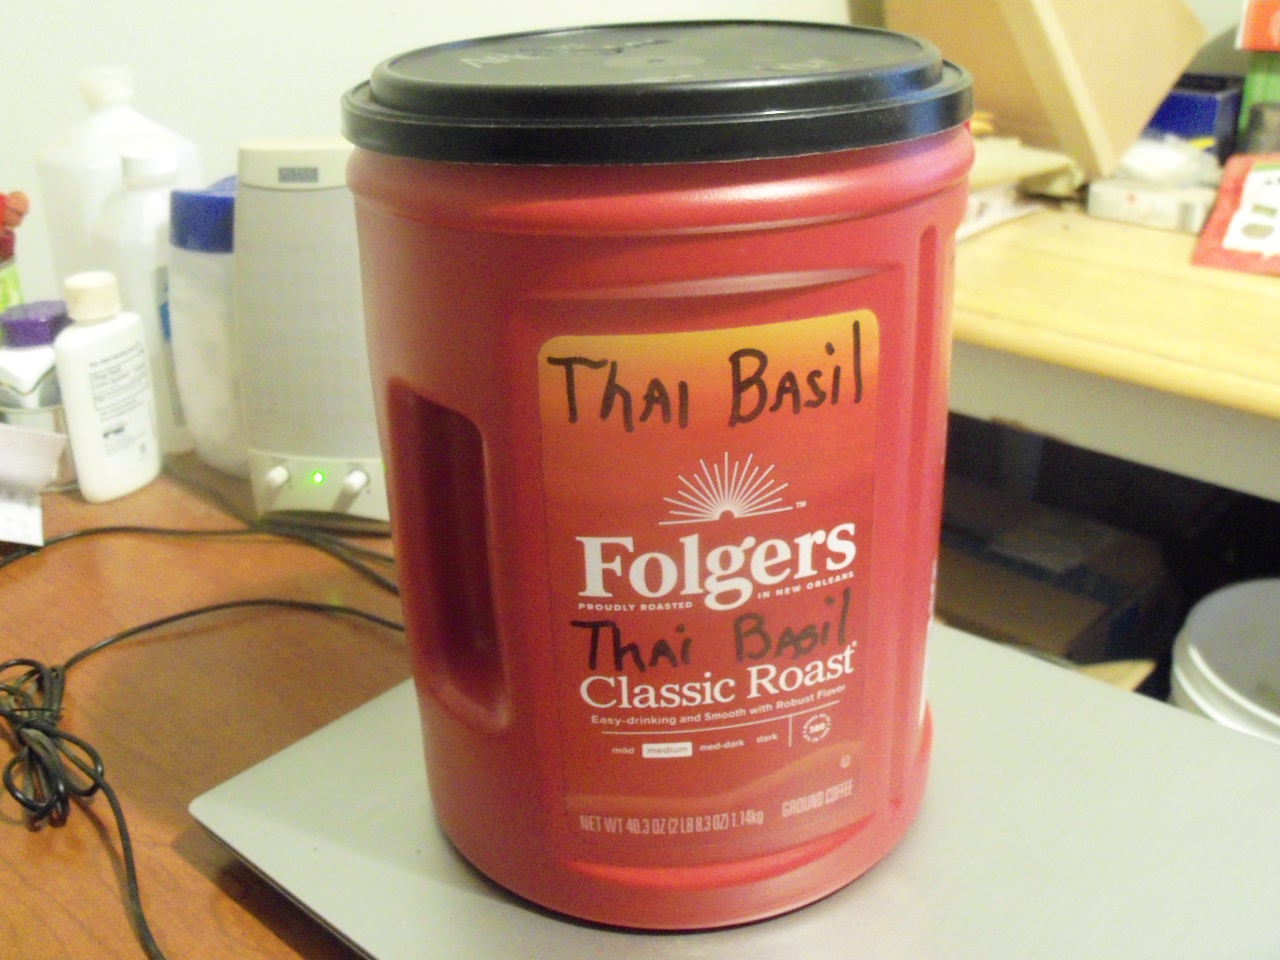 Thai Basil
Folgers™
PROUDLY ROASTED IN NEW ORLEANS
Thai Basil
Classic Roast®
Easy-drinking and Smooth with Robust Flavor
mild medium med-dark dark
NET WT 40.3 OZ (2 LB 8.3 OZ) 1.14kg
GROUND COFFEE